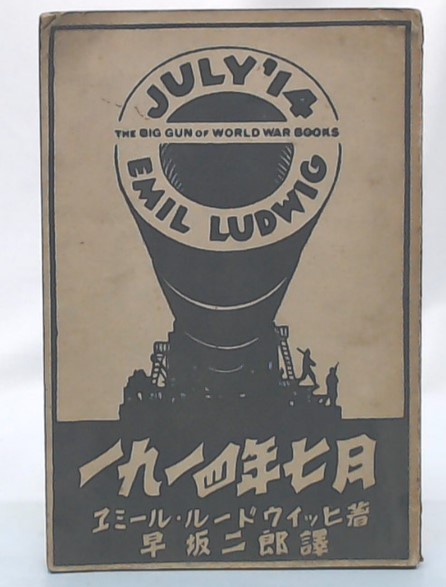 JULY '14
THE BIG GUN OF WORLD WAR BOOKS
EMIL LUDWIG
一九一四年七月
ヱミール・ルードウイッヒ著
早坂二郎譯